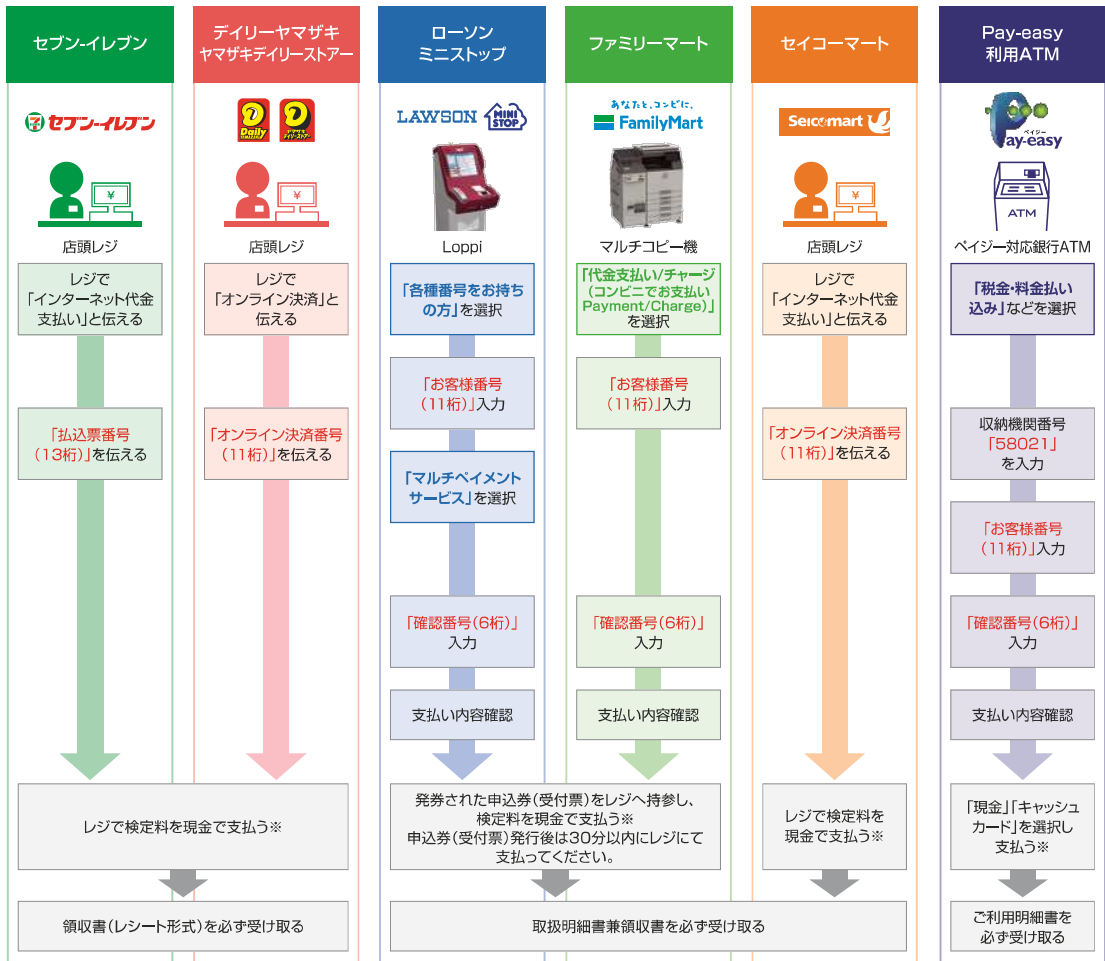 セブン-イレブン
デイリーヤマザキ
ヤマザキデイリーストアー
ローソン
ミニストップ
ファミリーマート
セイコーマート
Pay-easy
利用ATM
7
セブン-イレブン
Daily
YAMAZAKI
ヤマザキ
デイリーストアー
LAWSON
MINI
STOP
あなたと、コンビに、
FamilyMart
Seicomart
ペイジー
Pay-easy
¥
¥
¥
ATM
店頭レジ
店頭レジ
Loppi
マルチコピー機
店頭レジ
ペイジー対応銀行ATM
レジで
「インターネット代金
支払い」と伝える
レジで
「オンライン決済」と
伝える
「各種番号をお持ち
の方」を選択
「代金支払い/チャージ
(コンビニでお支払い
Payment/Charge)」
を選択
レジで
「インターネット代金
支払い」と伝える
「税金・料金払い
込み」などを選択
「お客様番号
(11桁)」入力
「お客様番号
(11桁)」入力
「払込票番号
(13桁)」を伝える
「オンライン決済番号
(11桁)」を伝える
「マルチペイメント
サービス」を選択
「オンライン決済番号
(11桁)」を伝える
収納機関番号
「58021」
を入力
「お客様番号
(11桁)」入力
「確認番号(6桁)」
入力
「確認番号(6桁)」
入力
「確認番号(6桁)」
入力
支払い内容確認
支払い内容確認
支払い内容確認
レジで検定料を現金で支払う※
発券された申込券(受付票)をレジへ持参し、
検定料を現金で支払う※
申込券(受付票)発行後は30分以内にレジにて
支払ってください。
レジで検定料を
現金で支払う※
「現金」「キャッシュ
カード」を選択し
支払う※
領収書(レシート形式)を必ず受け取る
取扱明細書兼領収書を必ず受け取る
ご利用明細書を
必ず受け取る